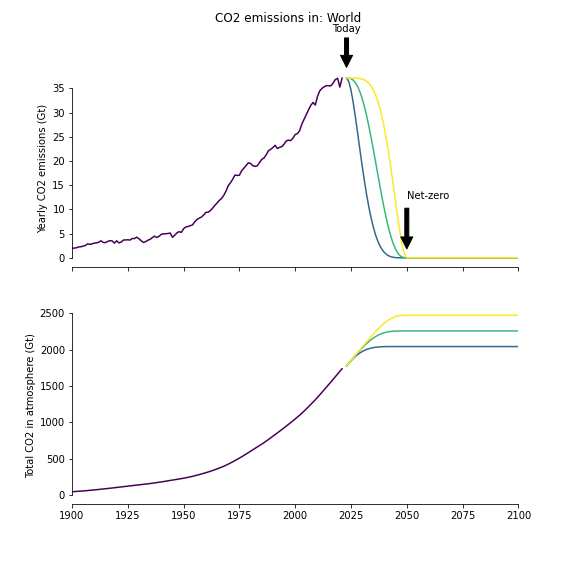 CO2 emissions in: World
Today
Yearly CO2 emissions (Gt)
35
30
25
20
15
10
5
0
Net-zero
Total CO2 in atmosphere (Gt)
2500
2000
1500
1000
500
0
1900 1925 1950 1975 2000 2025 2050 2075 2100